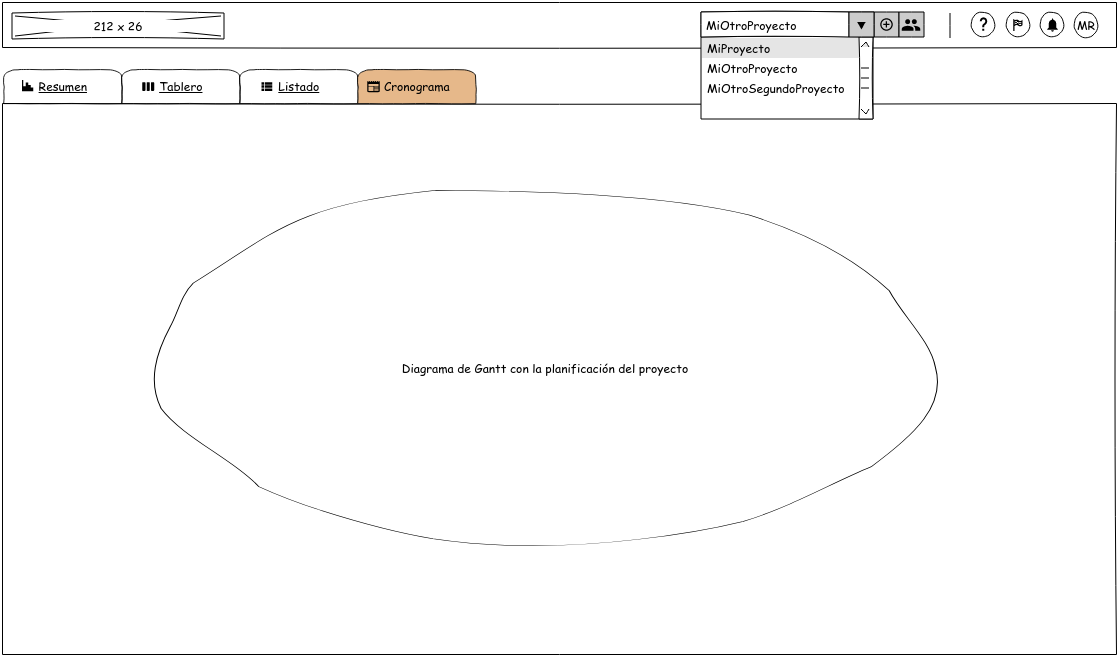 212 x 26
MiOtroProyecto
?
MR
MiProyecto
MiOtroProyecto
MiOtroSegundoProyecto
Resumen
Tablero
Listado
Cronograma
Diagrama de Gantt con la planificación del proyecto